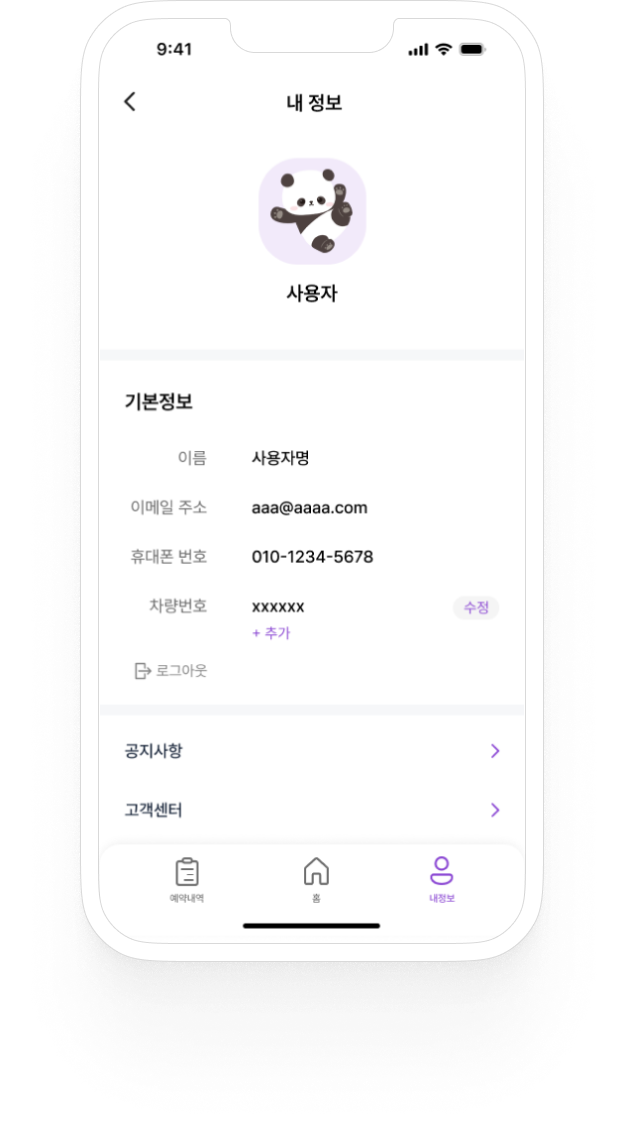 9:41
내 정보
사용자
기본정보
이름 사용자명
이메일 주소 aaa@aaaa.com
휴대폰 번호 010-1234-5678
차량번호 xxxxxx 수정
+ 추가
로그아웃
공지사항
고객센터
예약내역 홈 내정보